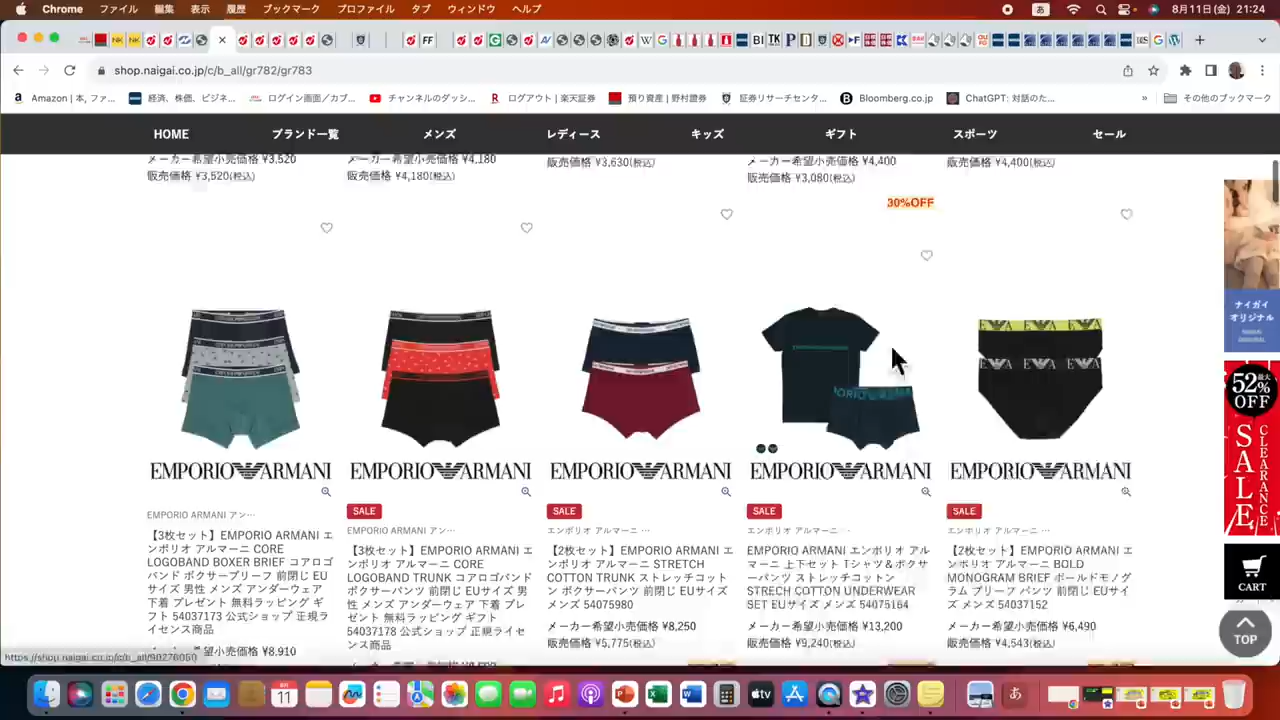 Chrome ファイル 編集 表示 履歴 ブックマーク プロファイル タブ ウィンドウ ヘルプ
あ 8月11日(金) 21:24
shop.naigai.co.jp/c/b_all/gr782/gr783
Amazon | 本, ファ... 経済、株価、ビジネ... ログイン画面／カブ... チャンネルのダッシ... ログアウト | 楽天証券 預り資産 | 野村證券 証券リサーチセンタ... Bloomberg.co.jp ChatGPT: 対話のた... » その他のブックマーク
HOME ブランド一覧 メンズ レディース キッズ ギフト スポーツ セール
メーカー希望小売価格 ¥3,520
販売価格 ¥3,520(税込)
メーカー希望小売価格 ¥4,180
販売価格 ¥4,180(税込)
販売価格 ¥3,630(税込)
メーカー希望小売価格 ¥4,400
販売価格 ¥3,080(税込)
30%OFF
販売価格 ¥4,400(税込)
EMPORIO ARMANI
EMPORIO ARMANI アン…
【3枚セット】EMPORIO ARMANI エ
ンポリオ アルマーニ CORE
LOGOBAND BOXER BRIEF コアロゴ
バンド ボクサーブリーフ 前閉じ EU
サイズ 男性 メンズ アンダーウェア
下着 プレゼント 無料ラッピング ギ
フト 54037173 公式ショップ 正規ラ
イセンス商品
メーカー希望小売価格 ¥8,910
EMPORIO ARMANI
SALE
EMPORIO ARMANI アン…
【3枚セット】EMPORIO ARMANI エ
ンポリオ アルマーニ CORE
LOGOBAND TRUNK コアロゴバンド
ボクサーパンツ 前閉じ EUサイズ 男
性 メンズ アンダーウェア 下着 プレ
ゼント 無料ラッピング ギフト
54037178 公式ショップ 正規ライセ
ンス商品
EMPORIO ARMANI
SALE
エンポリオ アルマーニ …
【2枚セット】EMPORIO ARMANI エ
ンポリオ アルマーニ STRETCH
COTTON TRUNK ストレッチコット
ン ボクサーパンツ 前閉じ EUサイズ
メンズ 54075980
メーカー希望小売価格 ¥8,250
販売価格 ¥5,775(税込)
EMPORIO ARMANI
SALE
エンポリオ アルマーニ …
EMPORIO ARMANI エンポリオ アル
マーニ 上下セット Tシャツ＆ボクサ
ーパンツ ストレッチコットン
STRECH COTTON UNDERWEAR
SET EUサイズ メンズ 54075164
メーカー希望小売価格 ¥13,200
販売価格 ¥9,240(税込)
EMPORIO ARMANI
SALE
エンポリオ アルマーニ …
【2枚セット】EMPORIO ARMANI エ
ンポリオ アルマーニ BOLD
MONOGRAM BRIEF ボールドモノグ
ラム ブリーフ パンツ 前閉じ EUサイ
ズ メンズ 54037152
メーカー希望小売価格 ¥6,490
販売価格 ¥4,543(税込)
ナイガイ
オリジナル
最大
52%
OFF
SALE
CLEARANCE
CART
TOP
https://shop.naigai.co.jp/c/b_all/90276051